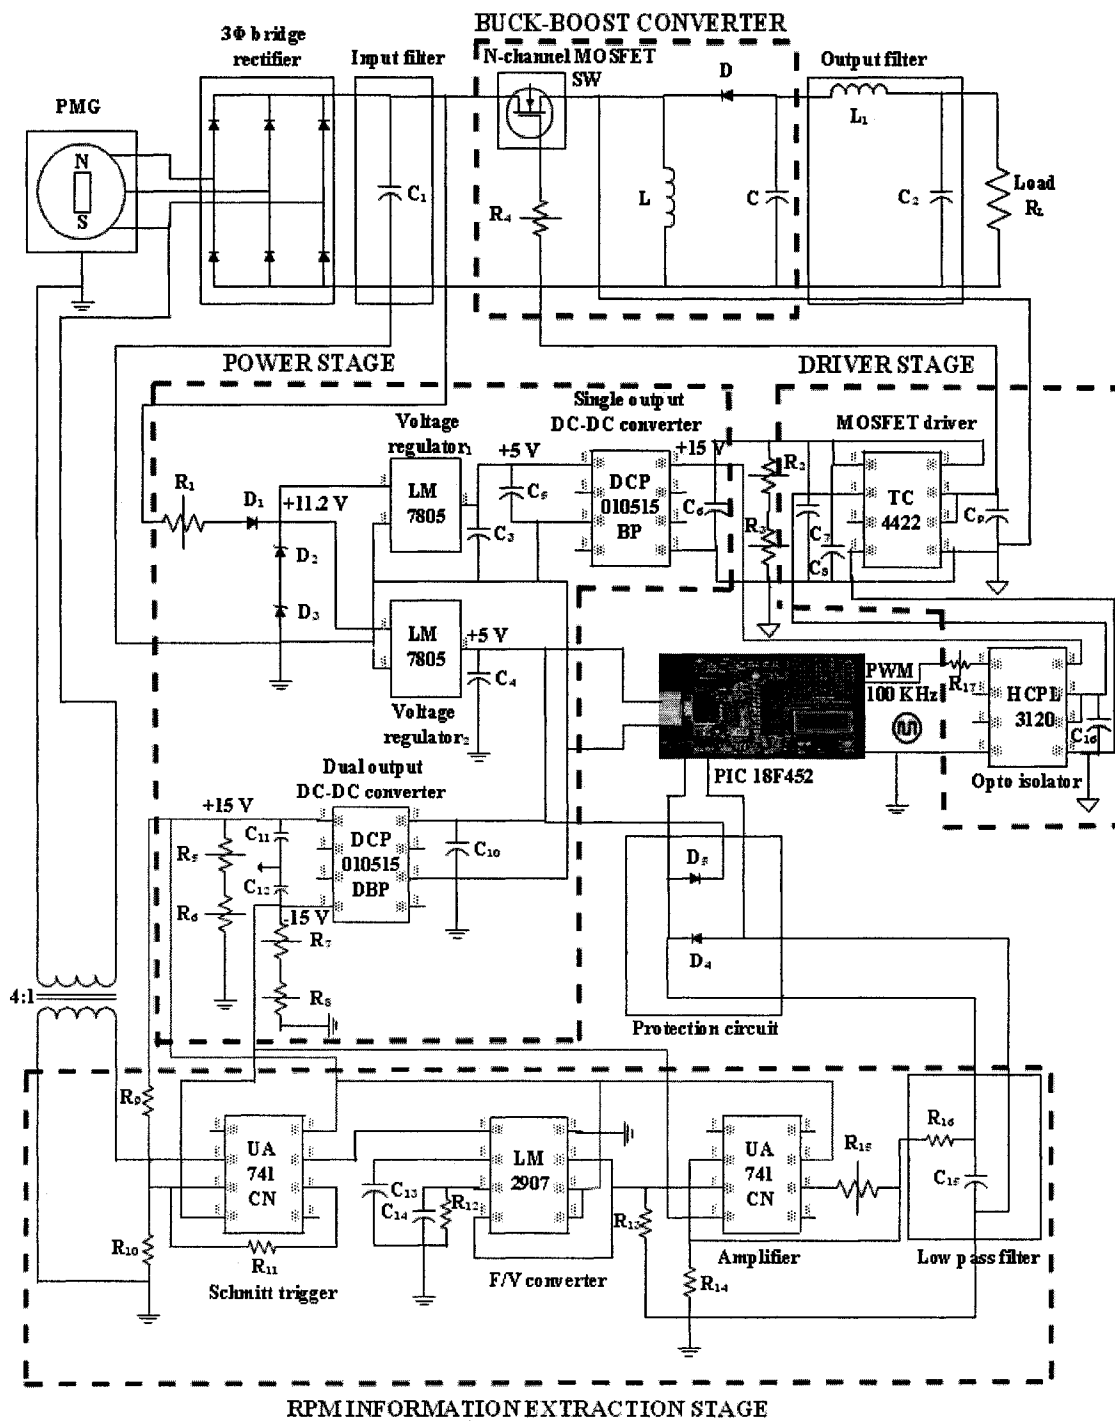 BUCK-BOOST CONVERTER
3Φ bridge
rectifier
Input filter
N-channel MOSFET
SW
D
Output filter
PMG
L1
N
S
C1
R4
L
C
C2
Load
RL
POWER STAGE
DRIVER STAGE
Single output
DC-DC converter
Voltage
regulator1
+5 V
+15 V
MOSFET driver
R1
D1
+11.2 V
LM
7805
C5
C3
DCP
010515
BP
C6
R2
R3
C7
C8
TC
4422
C9
D2
D3
LM
7805
+5 V
C4
Voltage
regulator2
PWM
100 KHz
R17
HCPL
3120
C16
PIC 18F452
Opto isolator
Dual output
DC-DC converter
+15 V
C11
R5
C12
R6
-15 V
R7
R8
DCP
010515
DBP
C10
D5
D4
Protection circuit
4:1
R9
R10
UA
741
CN
R11
Schmitt trigger
C13
C14
R12
LM
2907
F/V converter
R13
R14
UA
741
CN
Amplifier
R15
R16
C15
Low pass filter
RPM INFORMATION EXTRACTION STAGE